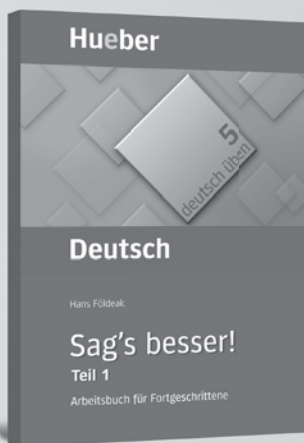 Hueber
5
deutsch üben
Deutsch
Hans Földeak
Sag's besser!
Teil 1
Arbeitsbuch für Fortgeschrittene